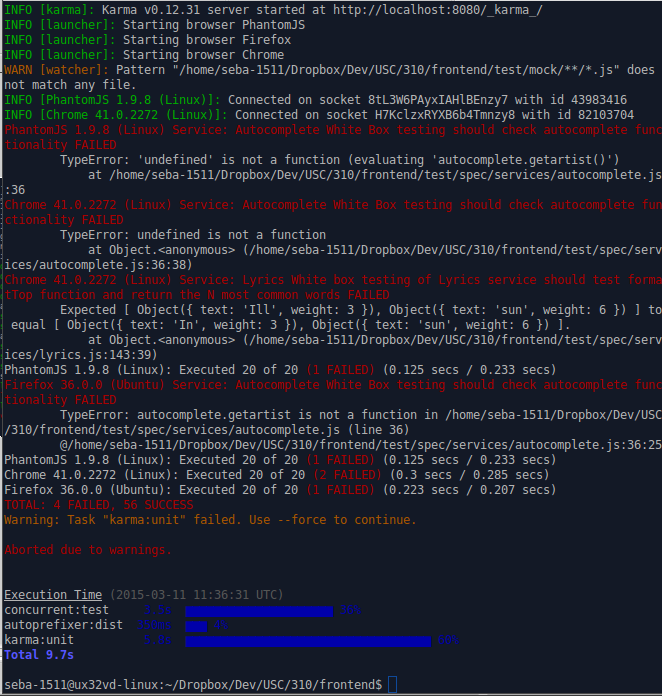 INFO [karma]: Karma v0.12.31 server started at http://localhost:8080/_karma_/
INFO [launcher]: Starting browser PhantomJS
INFO [launcher]: Starting browser Firefox
INFO [launcher]: Starting browser Chrome
WARN [watcher]: Pattern "/home/seba-1511/Dropbox/Dev/USC/310/frontend/test/mock/**/*.js" does
not match any file.
INFO [PhantomJS 1.9.8 (Linux)]: Connected on socket 8tL3W6PAyxIAHlBEnzy7 with id 43983416
INFO [Chrome 41.0.2272 (Linux)]: Connected on socket H7KclzxRYXB6b4Tmnzy8 with id 82103704
PhantomJS 1.9.8 (Linux) Service: Autocomplete White Box testing should check autocomplete func
tionality FAILED
TypeError: 'undefined' is not a function (evaluating 'autocomplete.getartist()')
at /home/seba-1511/Dropbox/Dev/USC/310/frontend/test/spec/services/autocomplete.js
:36
Chrome 41.0.2272 (Linux) Service: Autocomplete White Box testing should check autocomplete fun
ctionality FAILED
TypeError: undefined is not a function
at Object.<anonymous> (/home/seba-1511/Dropbox/Dev/USC/310/frontend/test/spec/serv
ices/autocomplete.js:36:38)
Chrome 41.0.2272 (Linux) Service: Lyrics White box testing of Lyrics service should test forma
tTop function and return the N most common words FAILED
Expected [ Object({ text: 'Ill', weight: 3 }), Object({ text: 'sun', weight: 6 }) ] to
equal [ Object({ text: 'In', weight: 3 }), Object({ text: 'sun', weight: 6 }) ].
at Object.<anonymous> (/home/seba-1511/Dropbox/Dev/USC/310/frontend/test/spec/serv
ices/lyrics.js:143:39)
PhantomJS 1.9.8 (Linux): Executed 20 of 20 (1 FAILED) (0.125 secs / 0.233 secs)
Firefox 36.0.0 (Ubuntu) Service: Autocomplete White Box testing should check autocomplete func
tionality FAILED
TypeError: autocomplete.getartist is not a function in /home/seba-1511/Dropbox/Dev/USC
/310/frontend/test/spec/services/autocomplete.js (line 36)
@/home/seba-1511/Dropbox/Dev/USC/310/frontend/test/spec/services/autocomplete.js:36:25
PhantomJS 1.9.8 (Linux): Executed 20 of 20 (1 FAILED) (0.125 secs / 0.233 secs)
Chrome 41.0.2272 (Linux): Executed 20 of 20 (2 FAILED) (0.3 secs / 0.285 secs)
Firefox 36.0.0 (Ubuntu): Executed 20 of 20 (1 FAILED) (0.223 secs / 0.207 secs)
TOTAL: 4 FAILED, 56 SUCCESS
Warning: Task "karma:unit" failed. Use --force to continue.
Aborted due to warnings.
Execution Time (2015-03-11 11:36:31 UTC)
concurrent:test
autoprefixer:dist 4%
karma:unit
Total 9.7s
seba-1511@ux32vd-linux:~/Dropbox/Dev/USC/310/frontend$